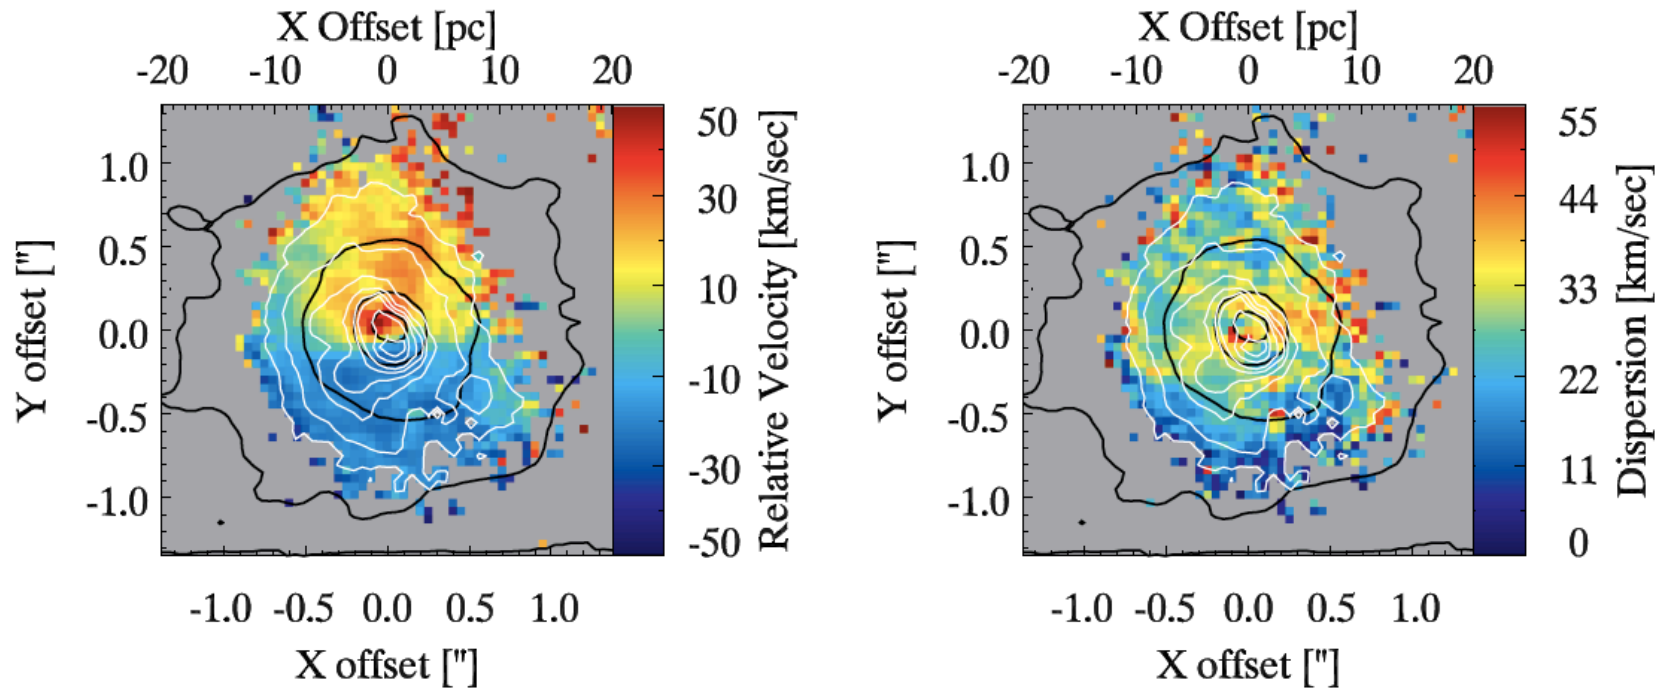 X Offset [pc]
-20 -10 0 10 20
Y offset ["]
1.0
0.5
0.0
-0.5
-1.0
-1.0 -0.5 0.0 0.5 1.0
X offset ["]
50
30
10
-10
-30
-50
Relative Velocity [km/sec]
X Offset [pc]
-20 -10 0 10 20
Y offset ["]
1.0
0.5
0.0
-0.5
-1.0
-1.0 -0.5 0.0 0.5 1.0
X offset ["]
55
44
33
22
11
0
Dispersion [km/sec]